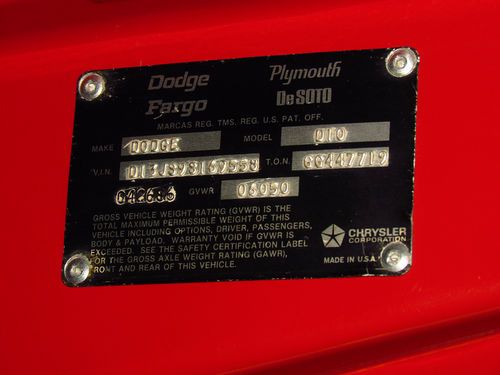 Dodge Plymouth
Fargo DeSOTO
MARCAS REG. TMS. REG. U.S. PAT. OFF.
MAKE DODGE MODEL D10
V.I.N. D13J898169558 T.O.N. GG447719
G42686 GVWR 06050
GROSS VEHICLE WEIGHT RATING (GVWR) IS THE
TOTAL MAXIMUM PERMISSIBLE WEIGHT OF THIS
VEHICLE INCLUDING OPTIONS, DRIVER, PASSENGERS,
BODY & PAYLOAD. WARRANTY VOID IF GVWR IS
EXCEEDED. SEE THE SAFETY CERTIFICATION LABEL
FOR THE GROSS AXLE WEIGHT RATING (GAWR),
FRONT AND REAR OF THIS VEHICLE.
CHRYSLER
CORPORATION
MADE IN U.S.A.